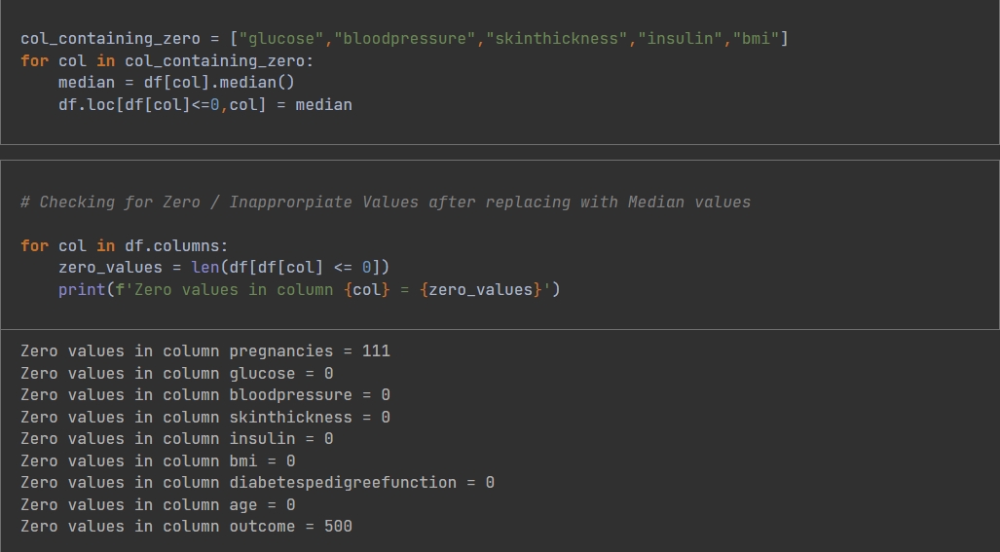 col_containing_zero = ["glucose","bloodpressure","skinthickness","insulin","bmi"]
for col in col_containing_zero:
    median = df[col].median()
    df.loc[df[col]<=0,col] = median
# Checking for Zero / Inapprorpiate Values after replacing with Median values
for col in df.columns:
    zero_values = len(df[df[col] <= 0])
    print(f'Zero values in column {col} = {zero_values}')
Zero values in column pregnancies = 111
Zero values in column glucose = 0
Zero values in column bloodpressure = 0
Zero values in column skinthickness = 0
Zero values in column insulin = 0
Zero values in column bmi = 0
Zero values in column diabetespedigreefunction = 0
Zero values in column age = 0
Zero values in column outcome = 500